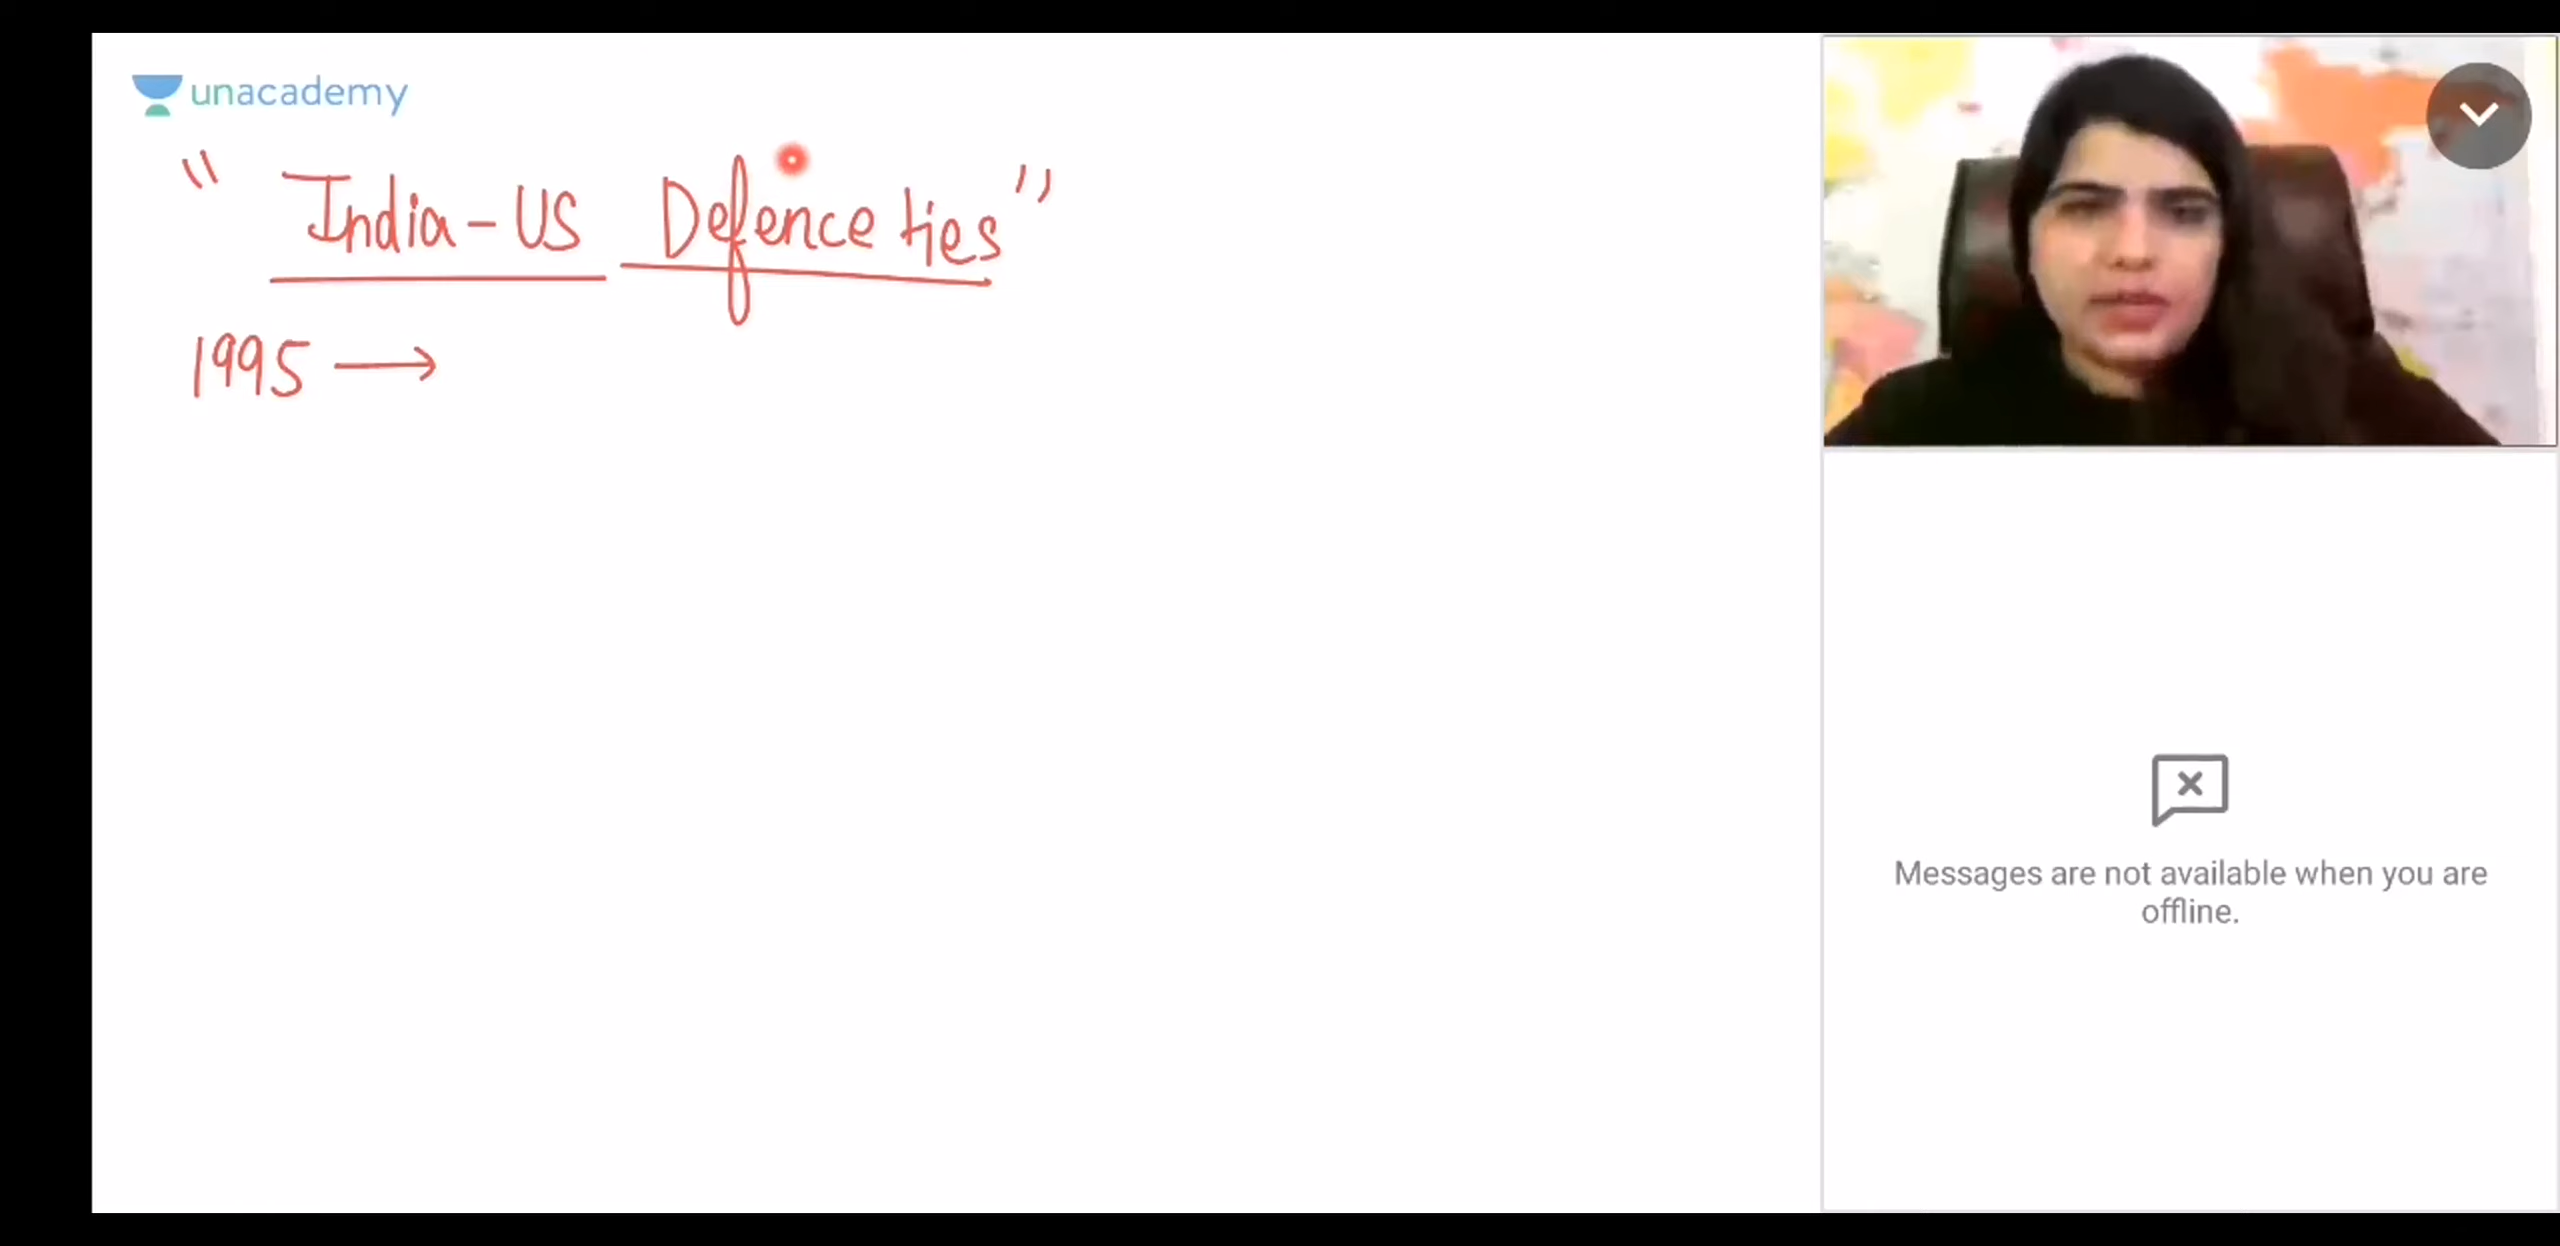 unacademy
" India - US Defence ties "
1995 →
Messages are not available when you are
offline.